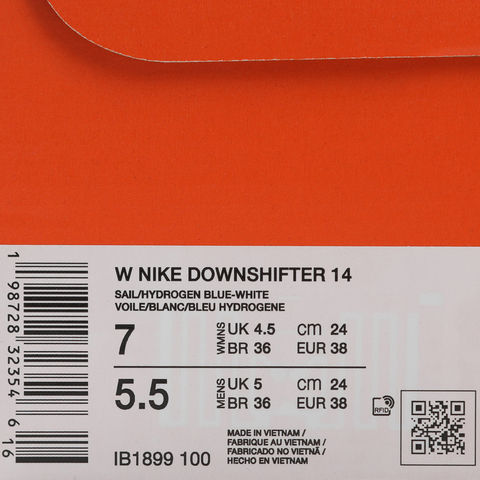 W NIKE DOWNSHIFTER 14
SAIL/HYDROGEN BLUE-WHITE
VOILE/BLANC/BLEU HYDROGENE
7 WMNS UK 4.5 cm 24
BR 36 EUR 38
5.5 MENS UK 5 cm 24
BR 36 EUR 38
RFID
MADE IN VIETNAM /
FABRIQUE AU VIETNAM /
FABRICADO NO VIETNÃ /
HECHO EN VIETNAM
IB1899 100
1 98728 32354 6 16